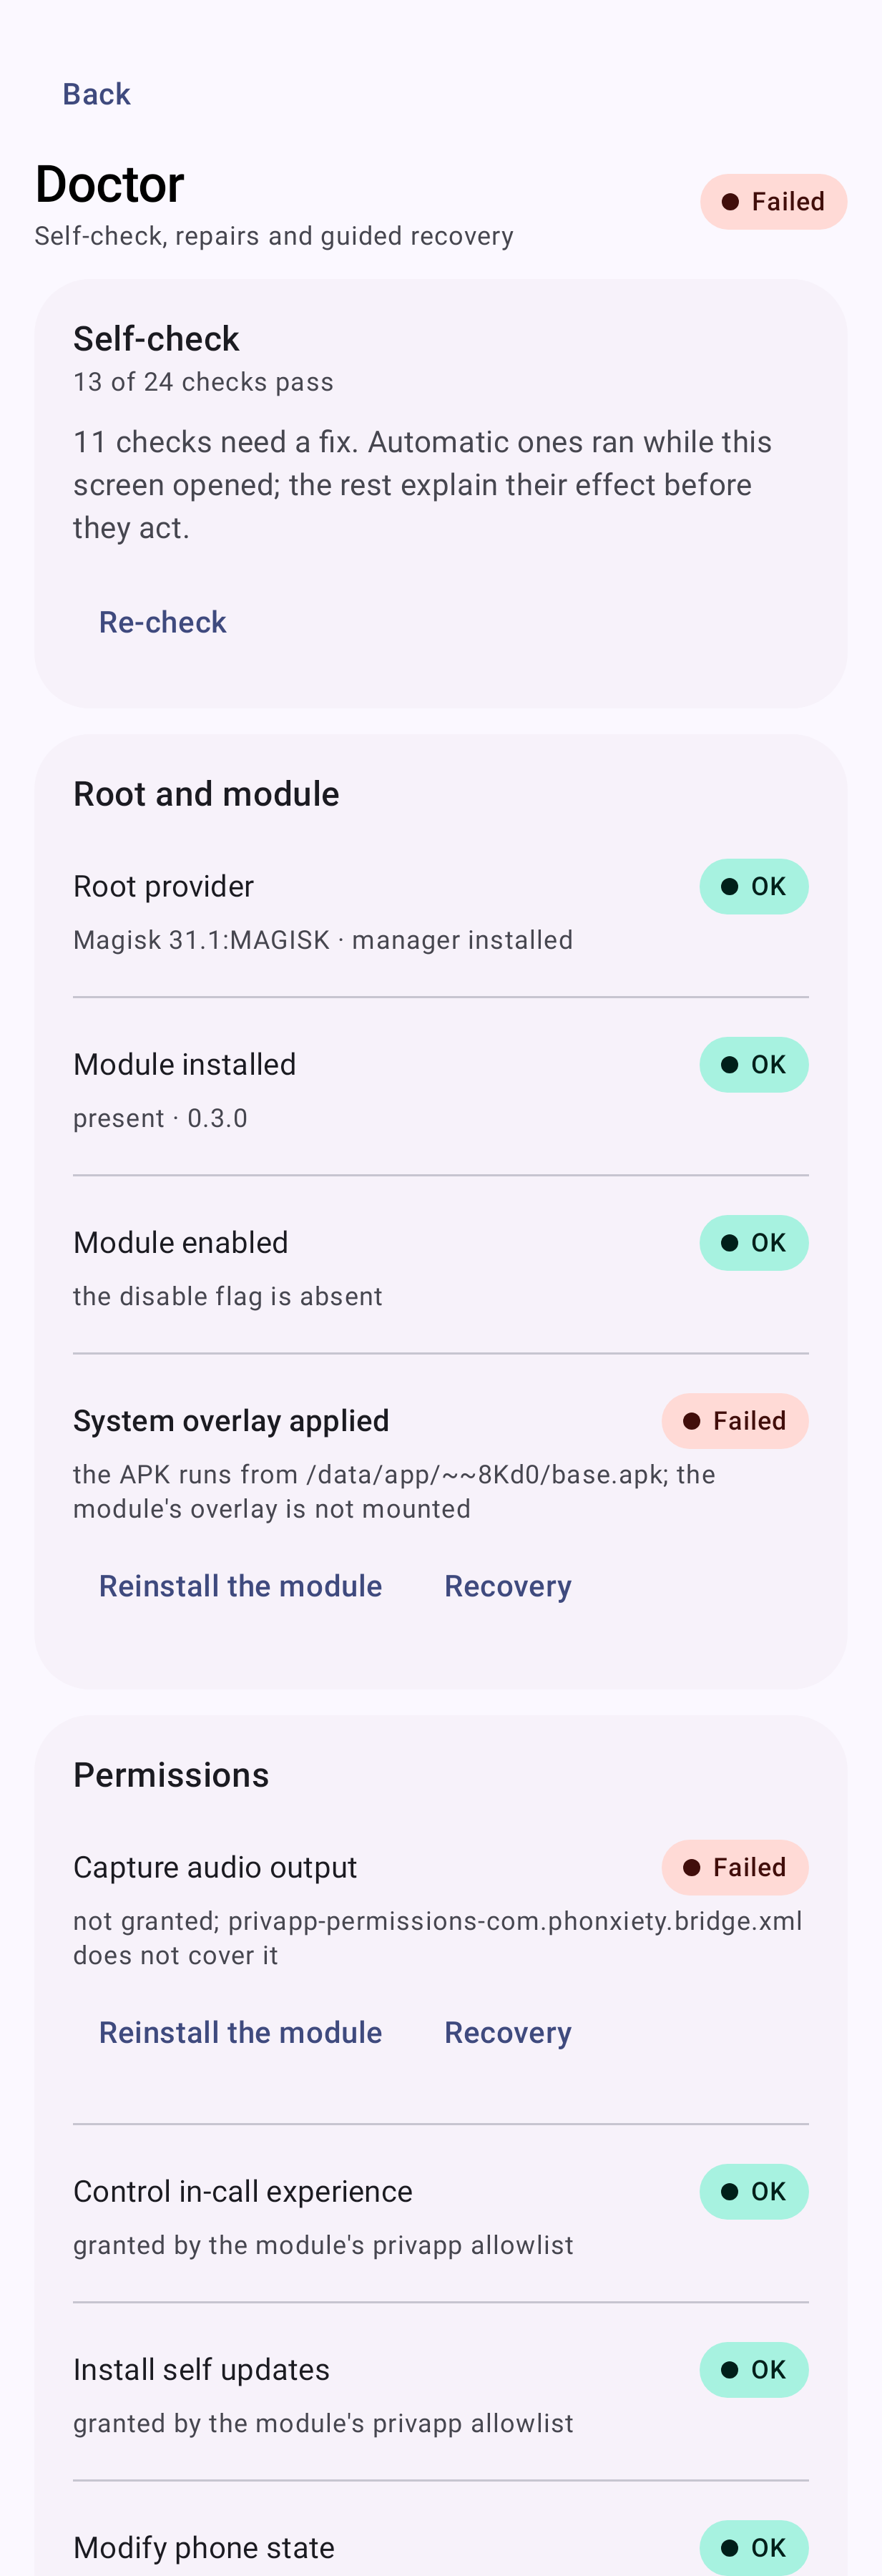 Back
Doctor
Failed
Self-check, repairs and guided recovery
Self-check
13 of 24 checks pass
11 checks need a fix. Automatic ones ran while this
screen opened; the rest explain their effect before
they act.
Re-check
Root and module
Root provider
OK
Magisk 31.1:MAGISK · manager installed
Module installed
OK
present · 0.3.0
Module enabled
OK
the disable flag is absent
System overlay applied
Failed
the APK runs from /data/app/~~8Kd0/base.apk; the
module's overlay is not mounted
Reinstall the module
Recovery
Permissions
Capture audio output
Failed
not granted; privapp-permissions-com.phonxiety.bridge.xml
does not cover it
Reinstall the module
Recovery
Control in-call experience
OK
granted by the module's privapp allowlist
Install self updates
OK
granted by the module's privapp allowlist
Modify phone state
OK